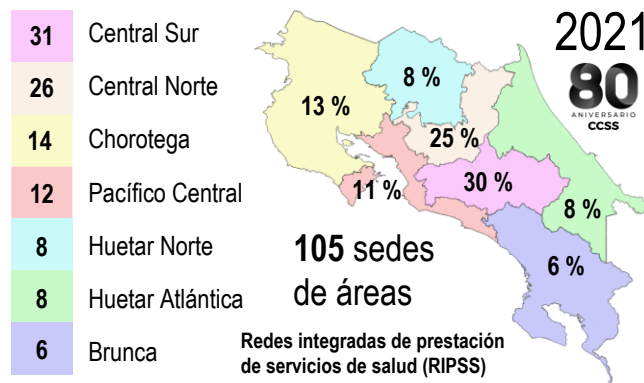 31 Central Sur
26 Central Norte
14 Chorotega
12 Pacífico Central
8 Huetar Norte
8 Huetar Atlántica
6 Brunca
2021
80
ANIVERSARIO
CCSS
8 %
13 %
25 %
11 %
30 %
8 %
6 %
105 sedes
de áreas
Redes integradas de prestación
de servicios de salud (RIPSS)